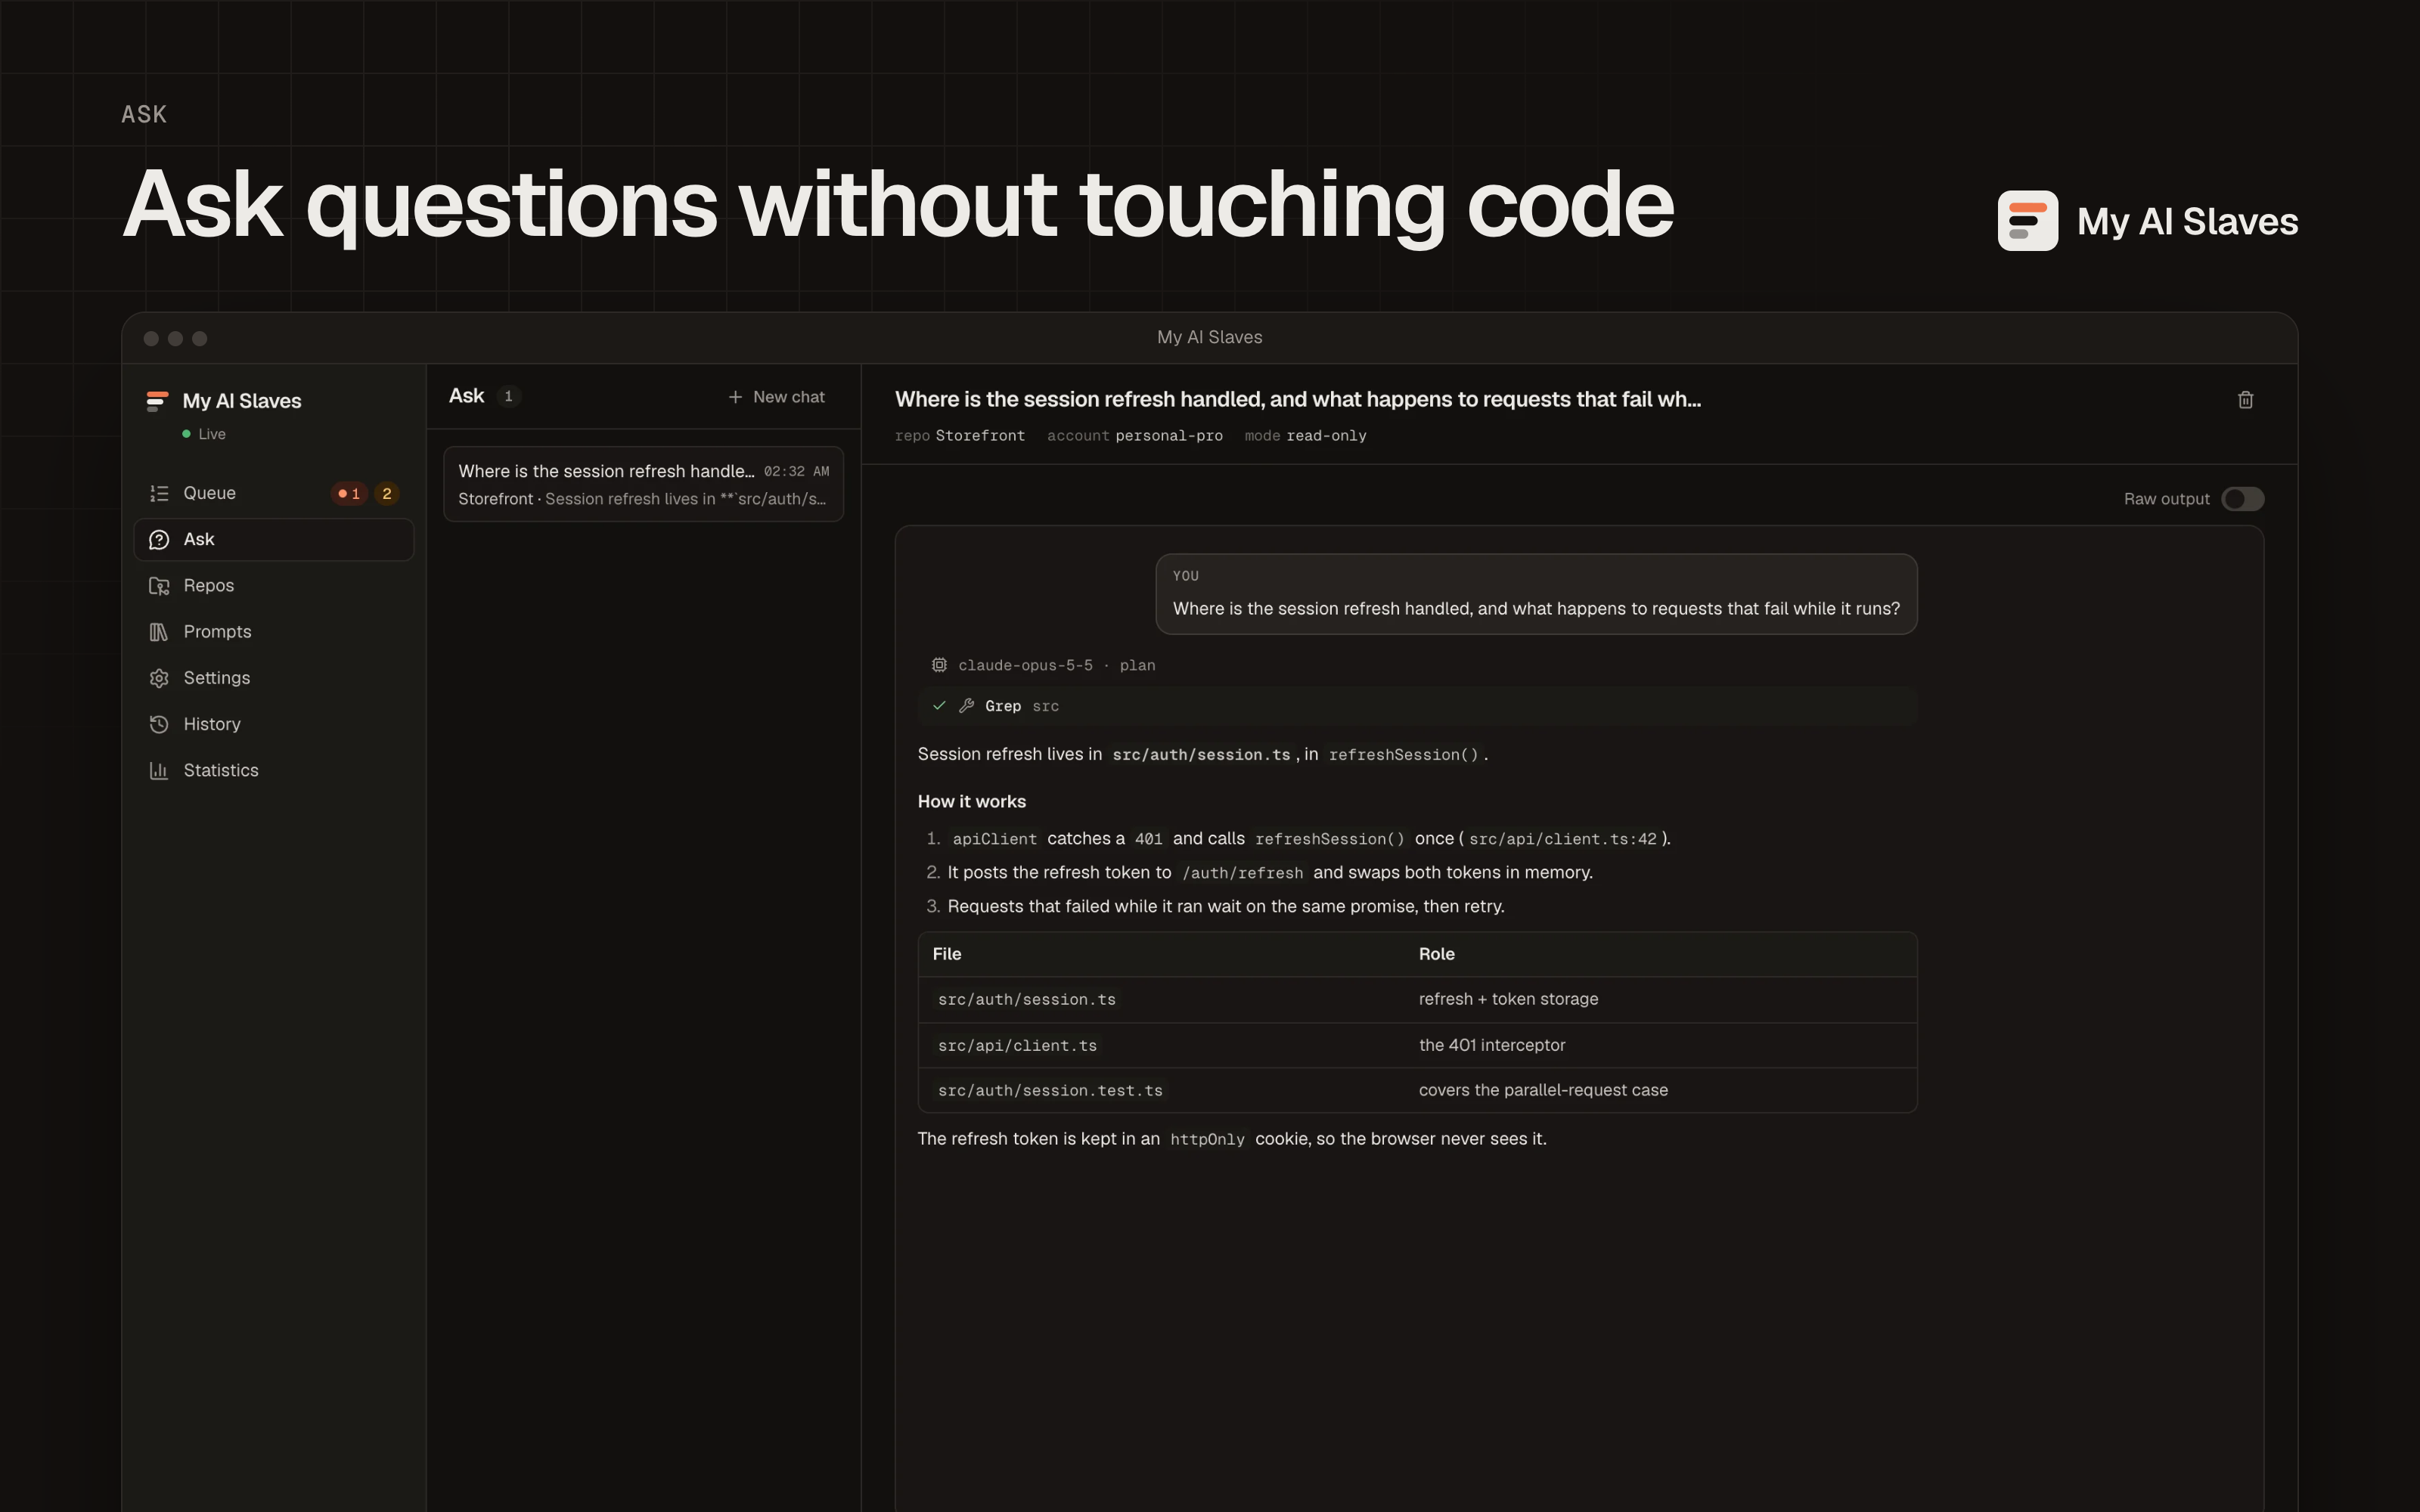 ASK
Ask questions without touching code
My AI Slaves
My AI Slaves
My AI Slaves
Live
Queue 1 2
Ask
Repos
Prompts
Settings
History
Statistics
Ask 1 + New chat
Where is the session refresh handle... 02:32 AM
Storefront · Session refresh lives in **`src/auth/s...
Where is the session refresh handled, and what happens to requests that fail wh...
repo Storefront account personal-pro mode read-only
Raw output
YOU
Where is the session refresh handled, and what happens to requests that fail while it runs?
claude-opus-5-5 · plan
Grep src
Session refresh lives in src/auth/session.ts, in refreshSession().
How it works
1. apiClient catches a 401 and calls refreshSession() once (src/api/client.ts:42).
2. It posts the refresh token to /auth/refresh and swaps both tokens in memory.
3. Requests that failed while it ran wait on the same promise, then retry.
File Role
src/auth/session.ts refresh + token storage
src/api/client.ts the 401 interceptor
src/auth/session.test.ts covers the parallel-request case
The refresh token is kept in an httpOnly cookie, so the browser never sees it.